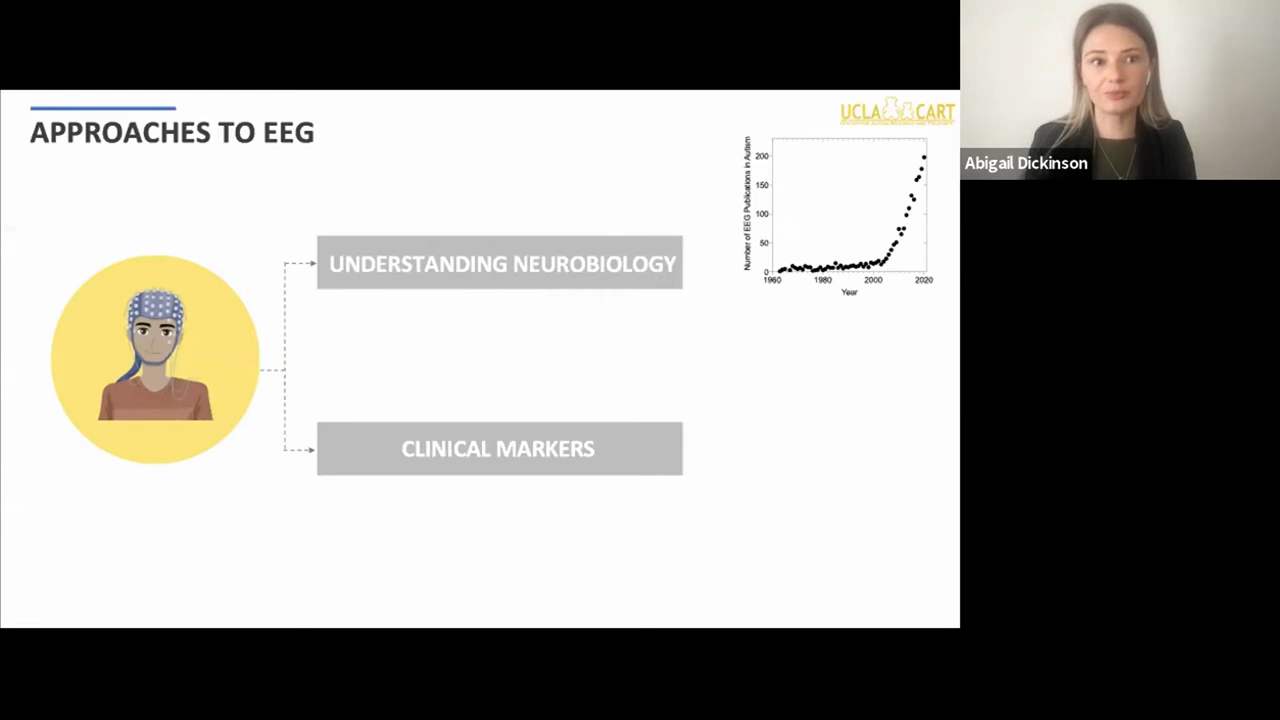 APPROACHES TO EEG
UCLA CART
Number of EEG Publications in Autism
200
150
100
50
0
1960
1980
2000
2020
Year
Abigail Dickinson
UNDERSTANDING NEUROBIOLOGY
CLINICAL MARKERS